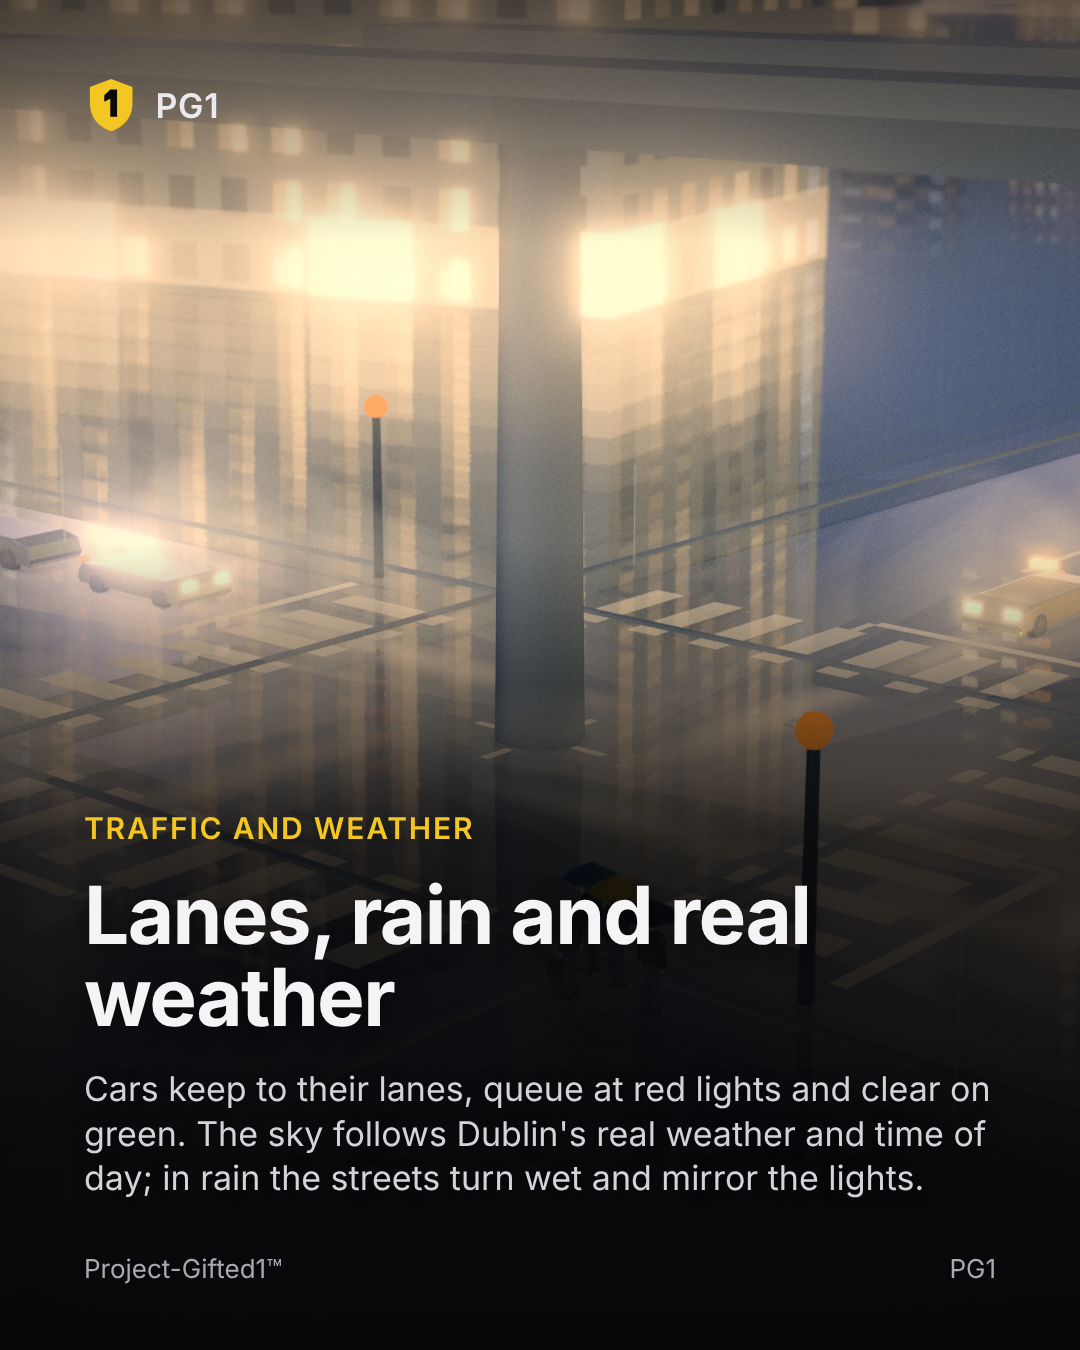 1 PG1
TRAFFIC AND WEATHER
Lanes, rain and real
weather
Cars keep to their lanes, queue at red lights and clear on
green. The sky follows Dublin's real weather and time of
day; in rain the streets turn wet and mirror the lights.
Project-Gifted1™ PG1